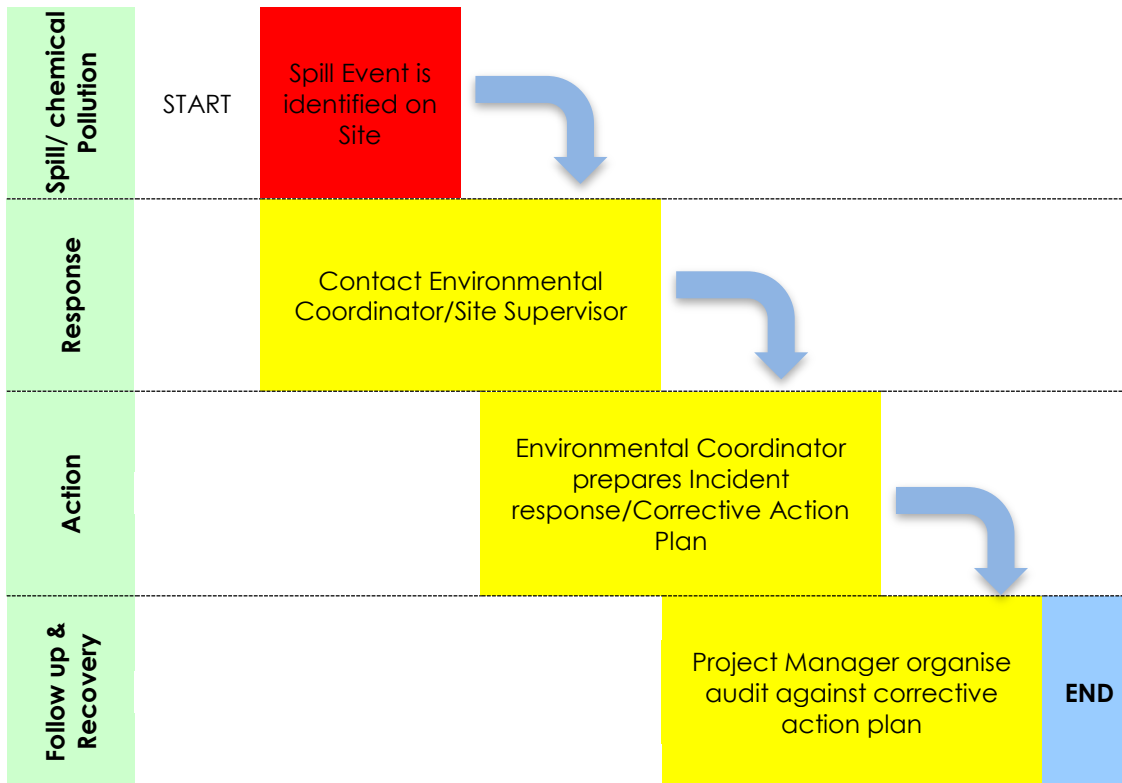 Spill/ chemical
Pollution
START
Spill Event is
identified on
Site
Response
Contact Environmental
Coordinator/Site Supervisor
Action
Environmental Coordinator
prepares Incident
response/Corrective Action
Plan
Follow up &
Recovery
Project Manager organise
audit against corrective
action plan
END